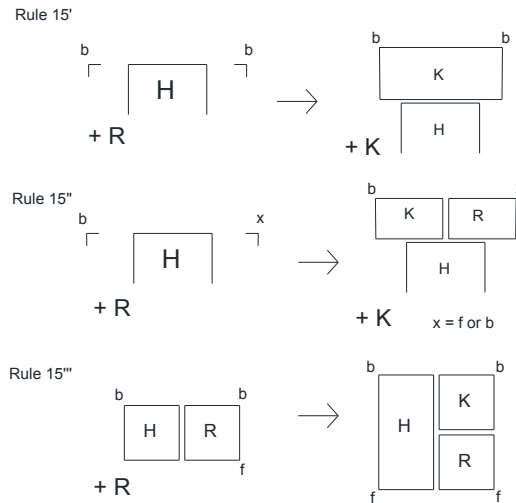 Rule 15'
b b b b
H K
H
+ R + K
Rule 15"
b x b
K R
H H
+ R + K x = f or b
Rule 15"'
b b b b
H R H K
R
f
+ R f f